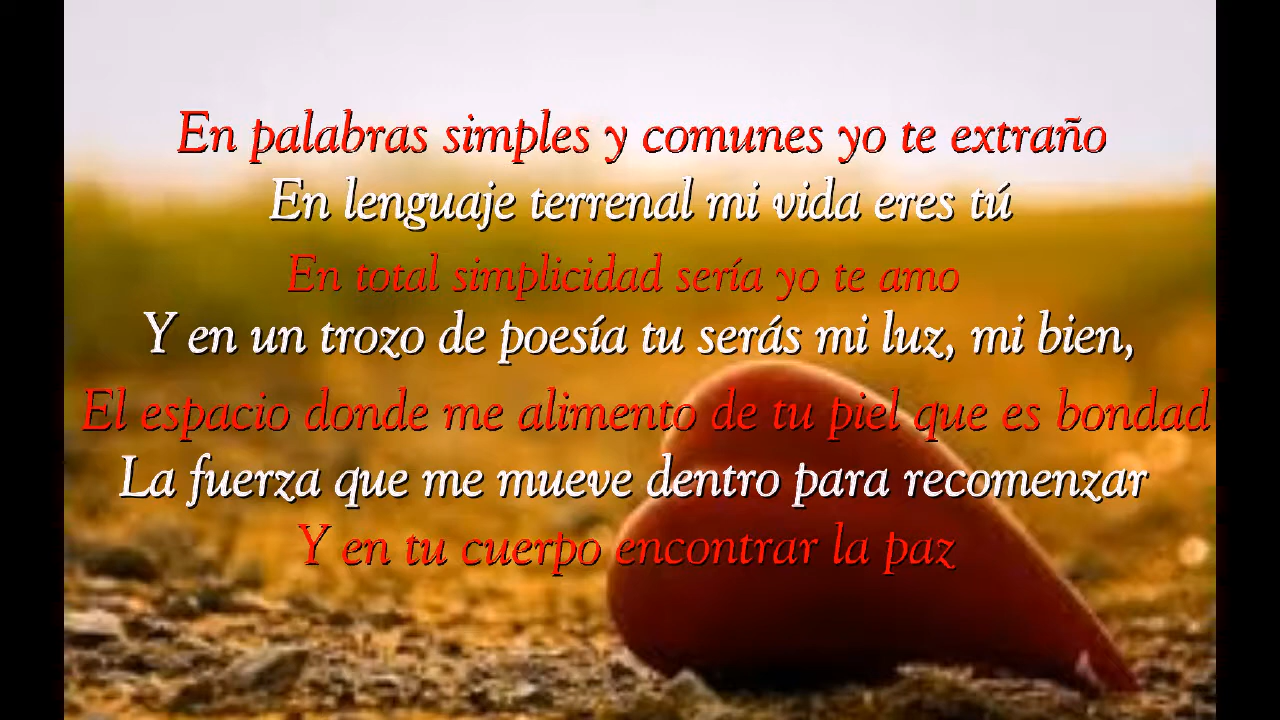 En palabras simples y comunes yo te extraño
En lenguaje terrenal mi vida eres tú
En total simplicidad sería yo te amo
Y en un trozo de poesía tu serás mi luz, mi bien,
El espacio donde me alimento de tu piel que es bondad
La fuerza que me mueve dentro para recomenzar
Y en tu cuerpo encontrar la paz